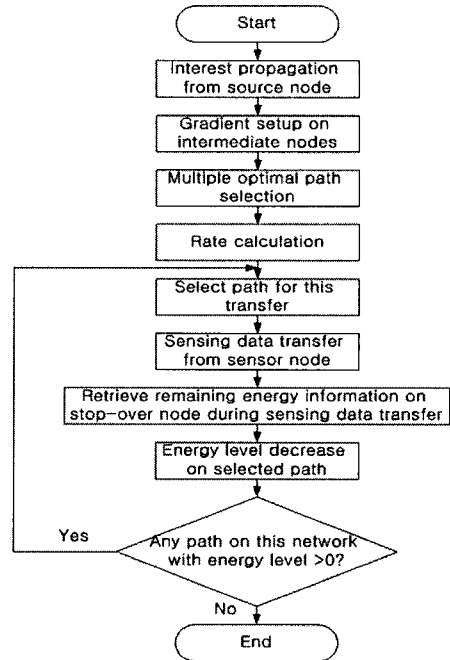 Start
Interest propagation
from source node
Gradient setup on
intermediate nodes
Multiple optimal path
selection
Rate calculation
Select path for this
transfer
Sensing data transfer
from sensor node
Retrieve remaining energy information on
stop-over node during sensing data transfer
Energy level decrease
on selected path
Yes
Any path on this network
with energy level >0?
No
End